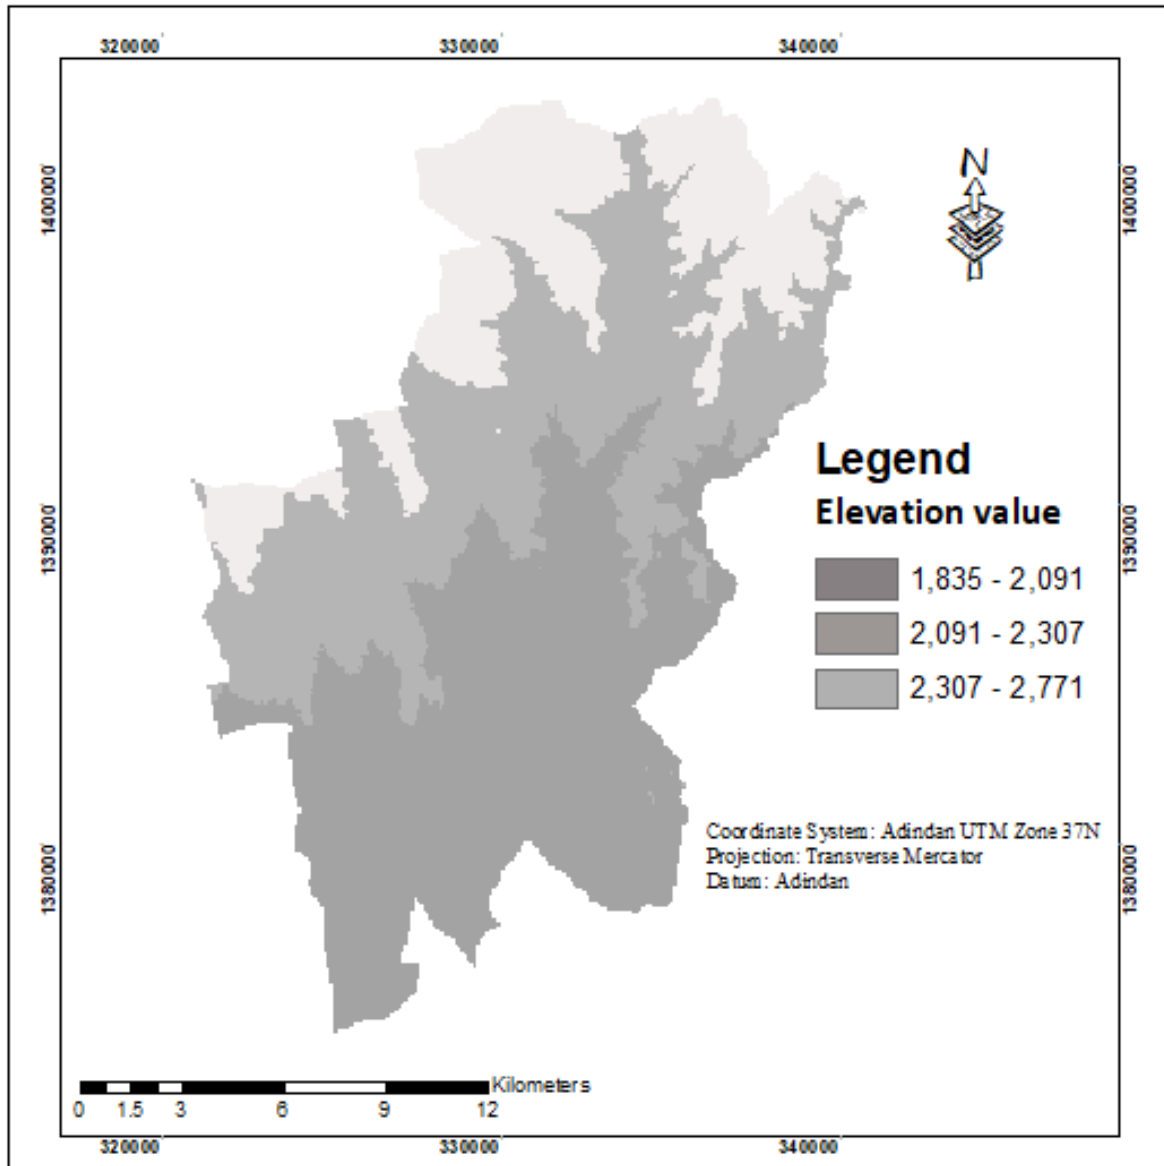 320000 330000 340000
N
1400000 1400000
Legend
Elevation value
1390000 1390000
1,835 - 2,091
2,091 - 2,307
2,307 - 2,771
Coordinate System: Adindan UTM Zone 37N
Projection: Transverse Mercator
Datum: Adindan
1380000 1380000
Kilometers
0 1.5 3 6 9 12
320000 330000 340000